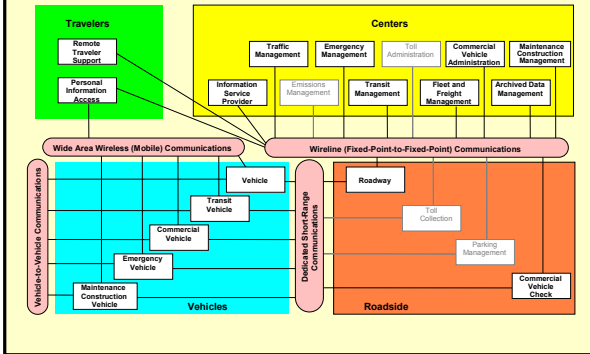 Travelers
Remote
Traveler
Support
Personal
Information
Access
Centers
Traffic
Management
Emergency
Management
Toll
Administration
Commercial
Vehicle
Administration
Maintenance
Construction
Management
Information
Service
Provider
Emissions
Management
Transit
Management
Fleet and
Freight
Management
Archived Data
Management
Wide Area Wireless (Mobile) Communications
Wireline (Fixed-Point-to-Fixed-Point) Communications
Vehicle-to-Vehicle Communications
Vehicle
Transit
Vehicle
Commercial
Vehicle
Emergency
Vehicle
Maintenance
Construction
Vehicle
Vehicles
Dedicated Short-Range
Communications
Roadway
Toll
Collection
Parking
Management
Commercial
Vehicle
Check
Roadside